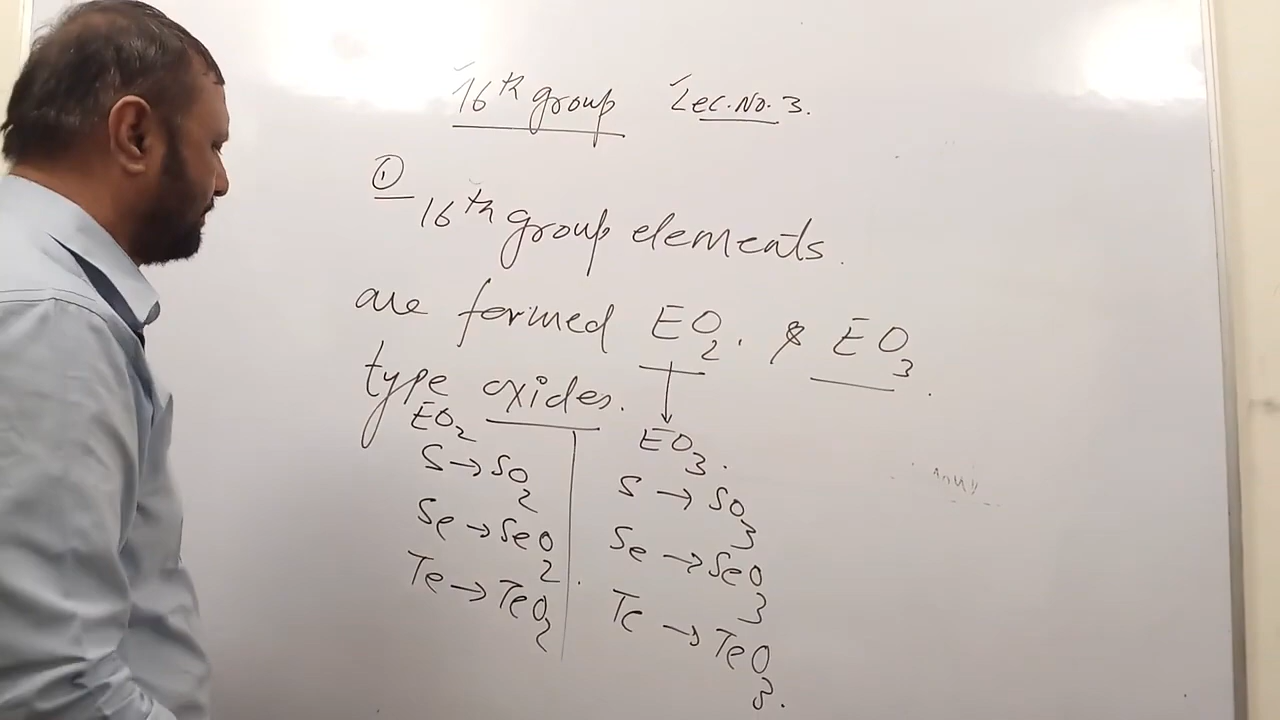 16th group Lec. No. 3.
① 16th group elements.
are formed EO₂. & EO₃.
type oxides.
EO₂
S → SO₂
Se → SeO₂
Te → TeO₂
EO₃.
S → SO₃
Se → SeO₃
Te → TeO₃.